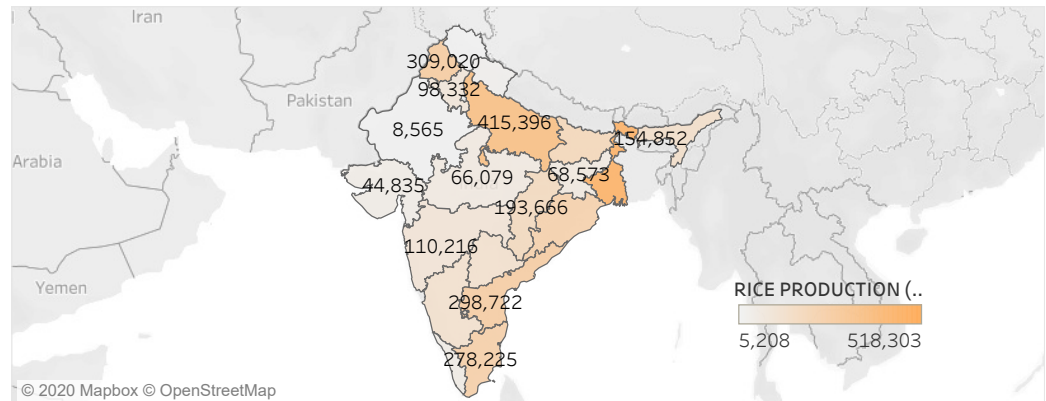 Iran
309,020
98,332
Pakistan
415,396
8,565
154,852
Arabia
66,079
68,573
44,835
193,666
110,216
Yemen
RICE PRODUCTION (..
298,722
5,208
518,303
278,225
© 2020 Mapbox © OpenStreetMap